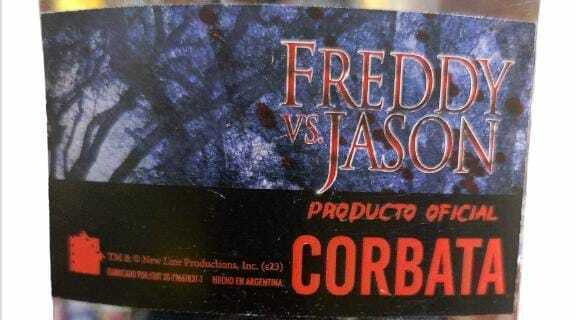 FREDDY
VS. JASON
PRODUCTO OFICIAL
CORBATA
TM & © New Line Productions, Inc. (s23)
HECHO EN ARGENTINA